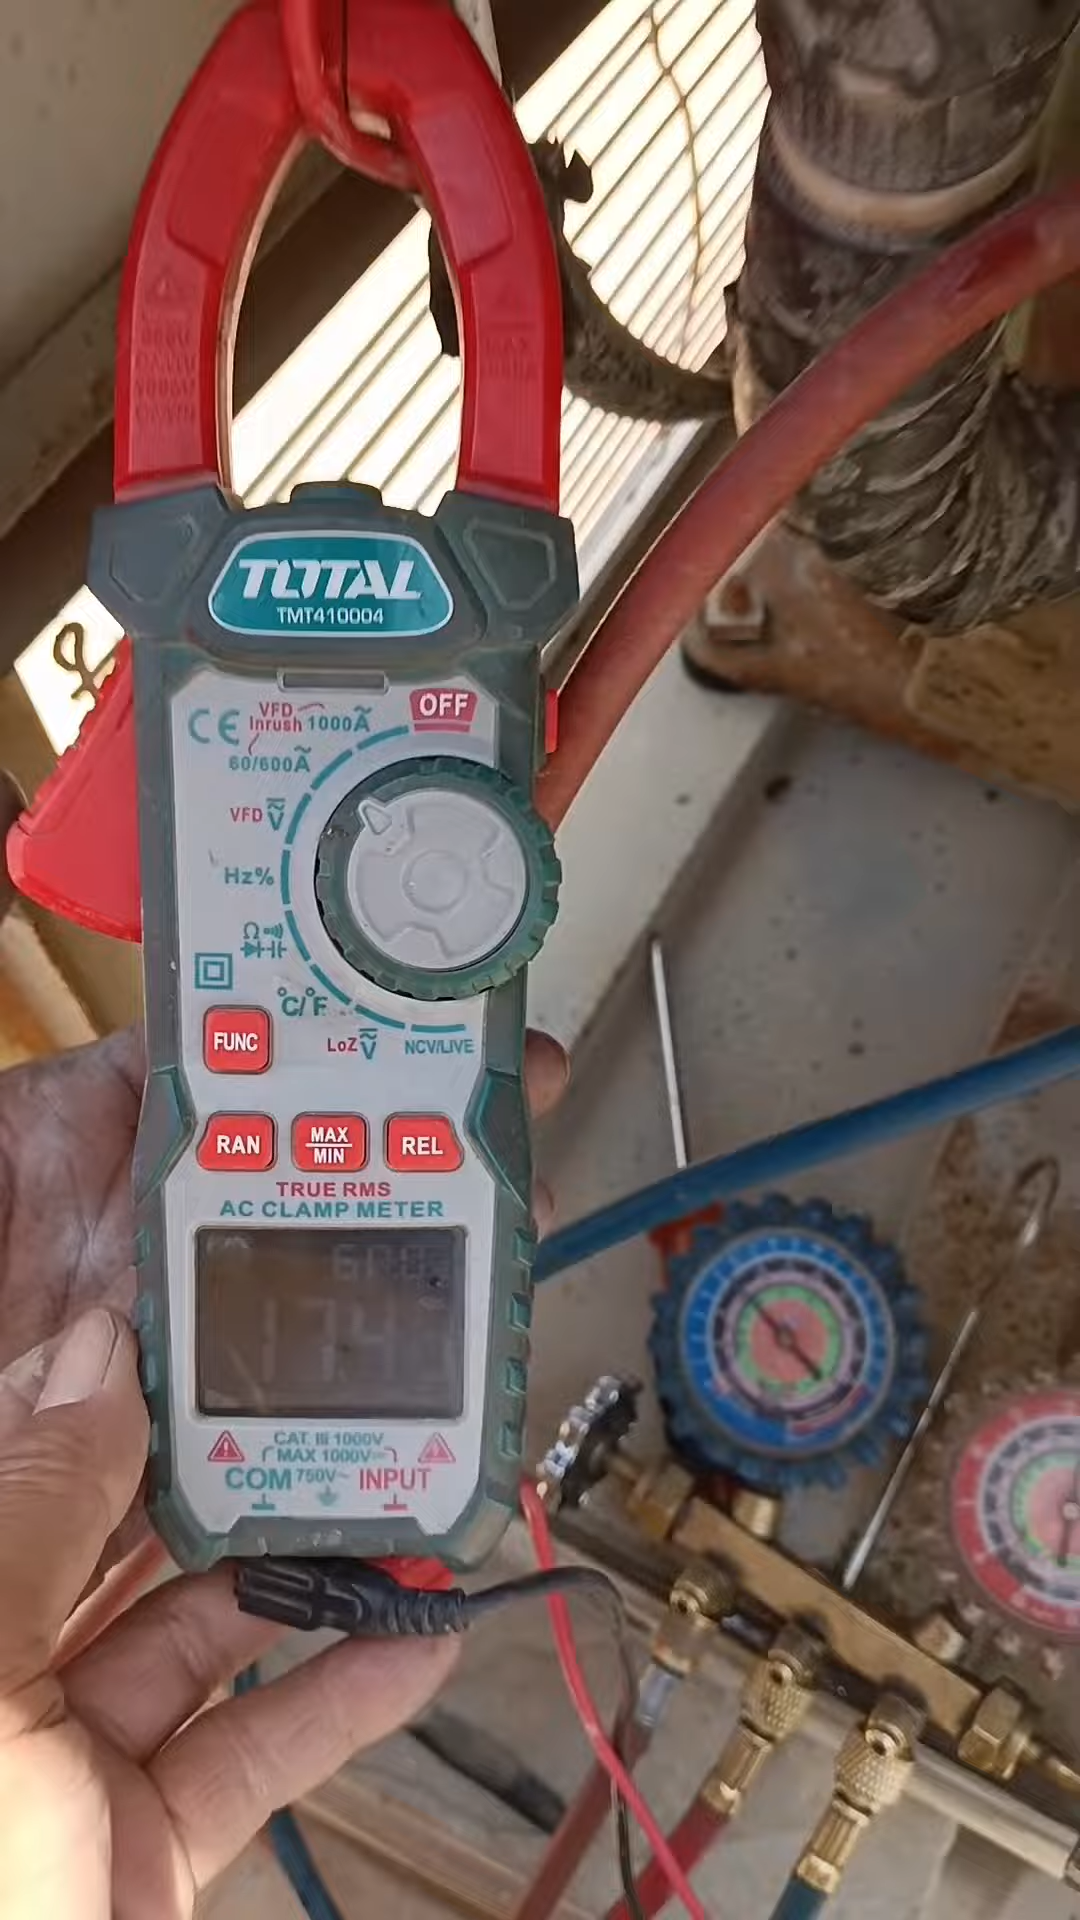 TOTAL
TMT410004
OFF
CE
VFD
Inrush 1000A
60/600A
VFD V
Hz%
Ω
°C/°F
LoZ V
NCV/LIVE
FUNC
RAN
MAX
MIN
REL
TRUE RMS
AC CLAMP METER
CAT. III 1000V
MAX 1000V
COM 750V~ INPUT